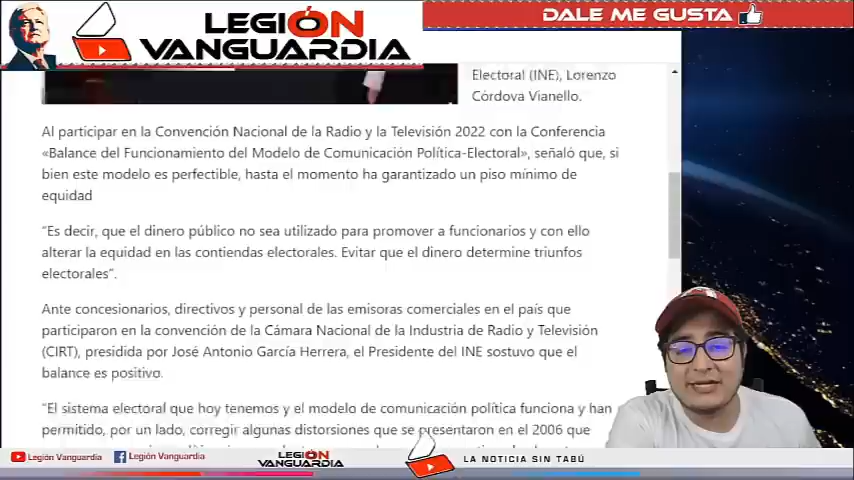 LEGIÓN
VANGUARDIA
DALE ME GUSTA
Electoral (INE), Lorenzo
Córdova Vianello.
Al participar en la Convención Nacional de la Radio y la Televisión 2022 con la Conferencia
«Balance del Funcionamiento del Modelo de Comunicación Política-Electoral», señaló que, si
bien este modelo es perfectible, hasta el momento ha garantizado un piso mínimo de
equidad
"Es decir, que el dinero público no sea utilizado para promover a funcionarios y con ello
alterar la equidad en las contiendas electorales. Evitar que el dinero determine triunfos
electorales".
Ante concesionarios, directivos y personal de las emisoras comerciales en el país que
participaron en la convención de la Cámara Nacional de la Industria de Radio y Televisión
(CIRT), presidida por José Antonio García Herrera, el Presidente del INE sostuvo que el
balance es positivo.
"El sistema electoral que hoy tenemos y el modelo de comunicación política funciona y han
permitido, por un lado, corregir algunas distorsiones que se presentaron en el 2006 que
Legión Vanguardia
Legión Vanguardia
LEGIÓN
VANGUARDIA
LA NOTICIA SIN TABÚ